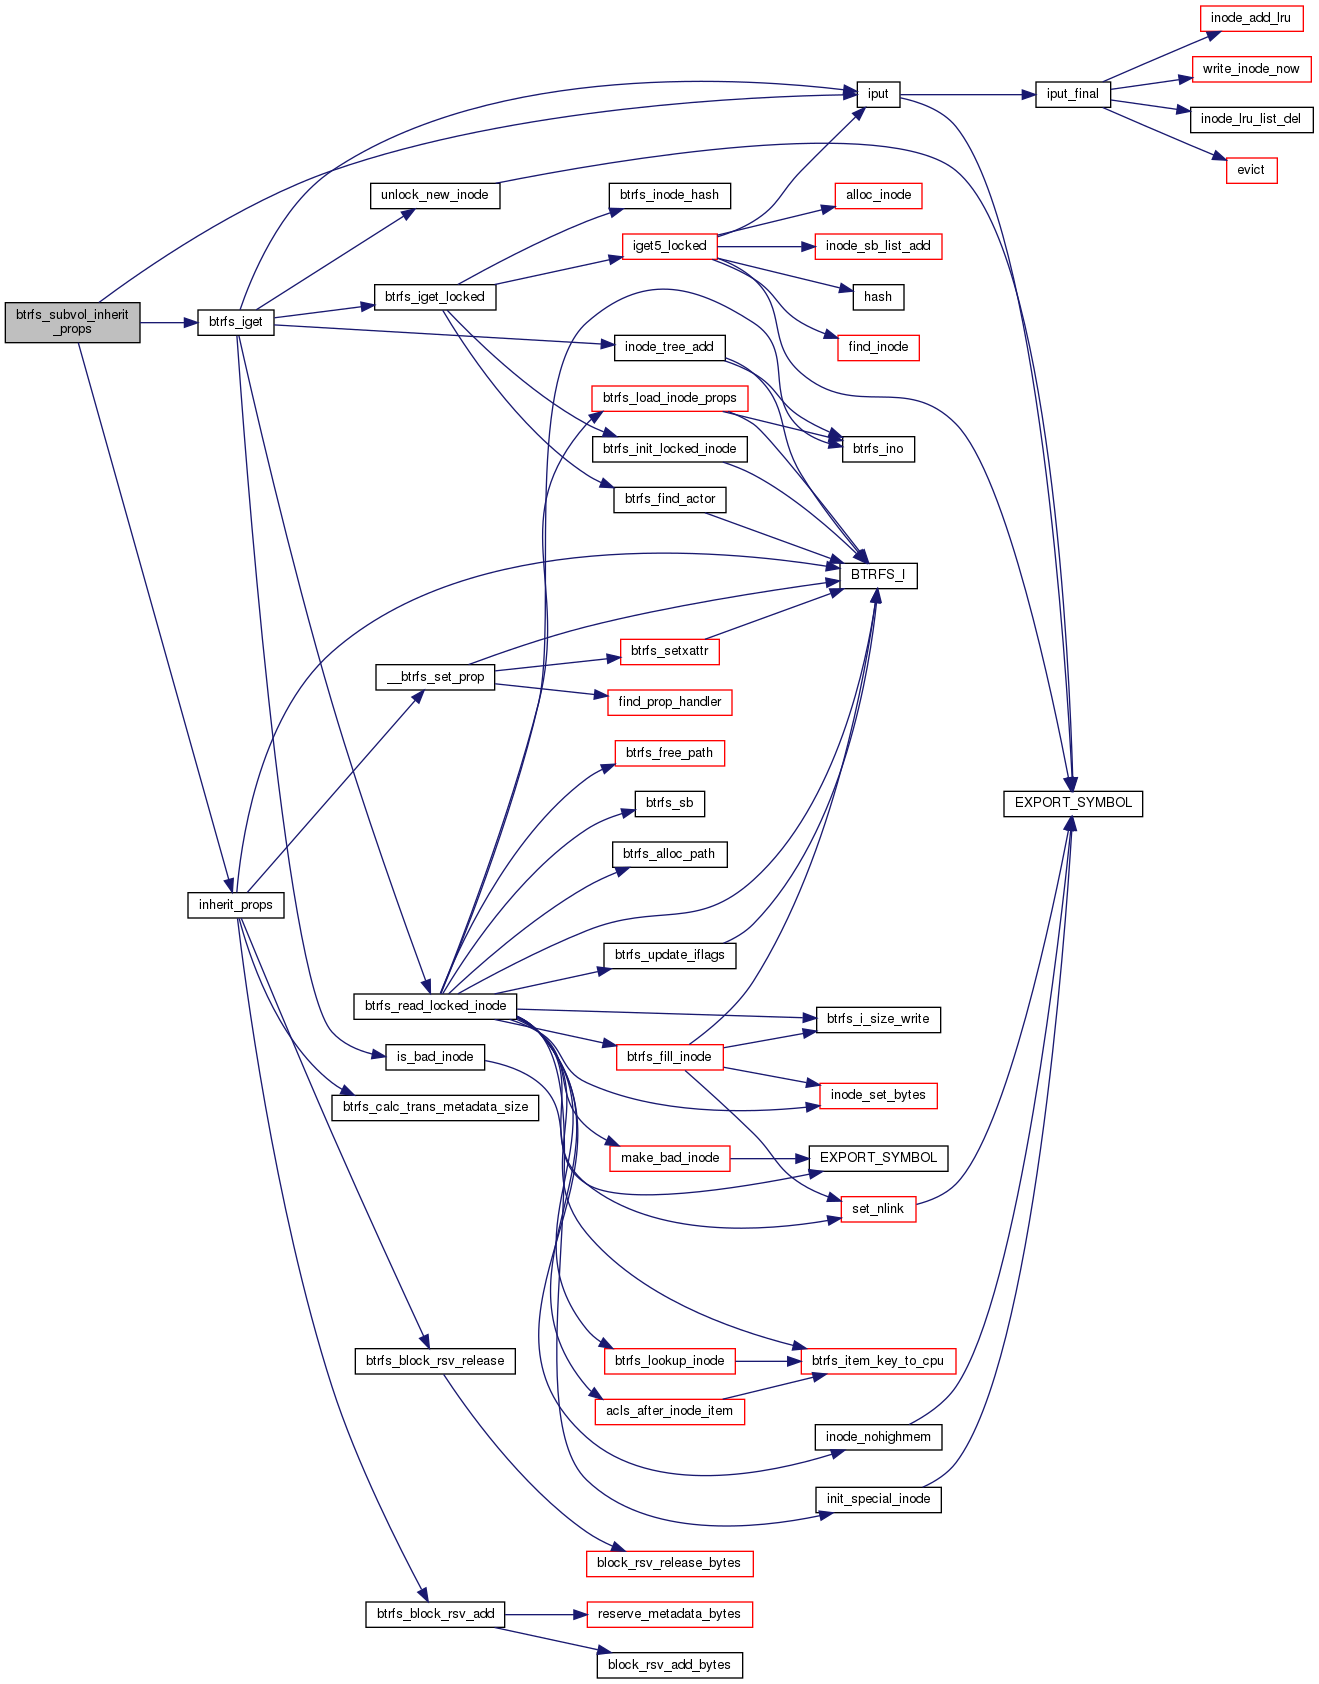 inode_add_lru
write_inode_now
iput
iput_final
inode_lru_list_del
evict
unlock_new_inode
btrfs_inode_hash
alloc_inode
iget5_locked
inode_sb_list_add
btrfs_iget_locked
hash
btrfs_subvol_inherit
_props
btrfs_iget
inode_tree_add
find_inode
btrfs_load_inode_props
btrfs_init_locked_inode
btrfs_ino
btrfs_find_actor
BTRFS_I
btrfs_setxattr
__btrfs_set_prop
find_prop_handler
btrfs_free_path
btrfs_sb
EXPORT_SYMBOL
btrfs_alloc_path
inherit_props
btrfs_update_iflags
btrfs_read_locked_inode
btrfs_i_size_write
is_bad_inode
btrfs_fill_inode
inode_set_bytes
btrfs_calc_trans_metadata_size
make_bad_inode
EXPORT_SYMBOL
set_nlink
btrfs_block_rsv_release
btrfs_lookup_inode
btrfs_item_key_to_cpu
acls_after_inode_item
inode_nohighmem
init_special_inode
block_rsv_release_bytes
btrfs_block_rsv_add
reserve_metadata_bytes
block_rsv_add_bytes